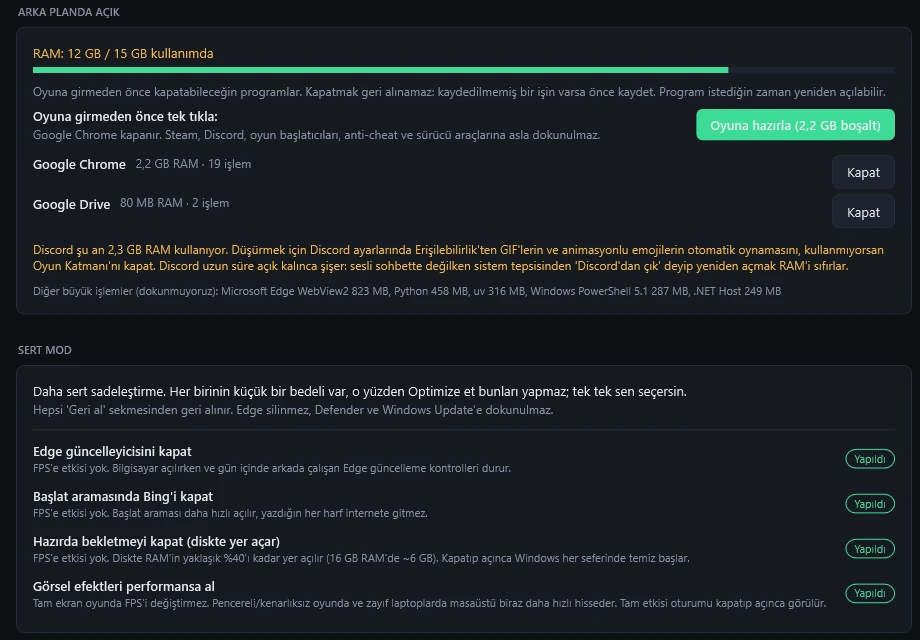 ARKA PLANDA AÇIK
RAM: 12 GB / 15 GB kullanımda
Oyuna girmeden önce kapatabileceğin programlar. Kapatmak geri alınamaz: kaydedilmemiş bir işin varsa önce kaydet. Program istediğin zaman yeniden açılabilir.
Oyuna girmeden önce tek tıkla:
Google Chrome kapanır. Steam, Discord, oyun başlatıcıları, anti-cheat ve sürücü araçlarına asla dokunulmaz.
Oyuna hazırla (2,2 GB boşalt)
Google Chrome 2,2 GB RAM · 19 işlem
Kapat
Google Drive 80 MB RAM · 2 işlem
Kapat
Discord şu an 2,3 GB RAM kullanıyor. Düşürmek için Discord ayarlarında Erişilebilirlik'ten GIF'lerin ve animasyonlu emojilerin otomatik oynamasını, kullanmıyorsan
Oyun Katmanı'nı kapat. Discord uzun süre açık kalınca şişer: sesli sohbette değilken sistem tepsisinden 'Discord'dan çık' deyip yeniden açmak RAM'i sıfırlar.
Diğer büyük işlemler (dokunmuyoruz): Microsoft Edge WebView2 823 MB, Python 458 MB, uv 316 MB, Windows PowerShell 5.1 287 MB, .NET Host 249 MB
SERT MOD
Daha sert sadeleştirme. Her birinin küçük bir bedeli var, o yüzden Optimize et bunları yapmaz; tek tek sen seçersin.
Hepsi 'Geri al' sekmesinden geri alınır. Edge silinmez, Defender ve Windows Update'e dokunulmaz.
Edge güncelleyicisini kapat
FPS'e etkisi yok. Bilgisayar açılırken ve gün içinde arkada çalışan Edge güncelleme kontrolleri durur.
Yapıldı
Başlat aramasında Bing'i kapat
FPS'e etkisi yok. Başlat araması daha hızlı açılır, yazdığın her harf internete gitmez.
Yapıldı
Hazırda bekletmeyi kapat (diskte yer açar)
FPS'e etkisi yok. Diskte RAM'in yaklaşık %40'ı kadar yer açılır (16 GB RAM'de ~6 GB). Kapatıp açınca Windows her seferinde temiz başlar.
Yapıldı
Görsel efektleri performansa al
Tam ekran oyunda FPS'i değiştirmez. Pencereli/kenarlıksız oyunda ve zayıf laptoplarda masaüstü biraz daha hızlı hisseder. Tam etkisi oturumu kapatıp açınca görülür.
Yapıldı